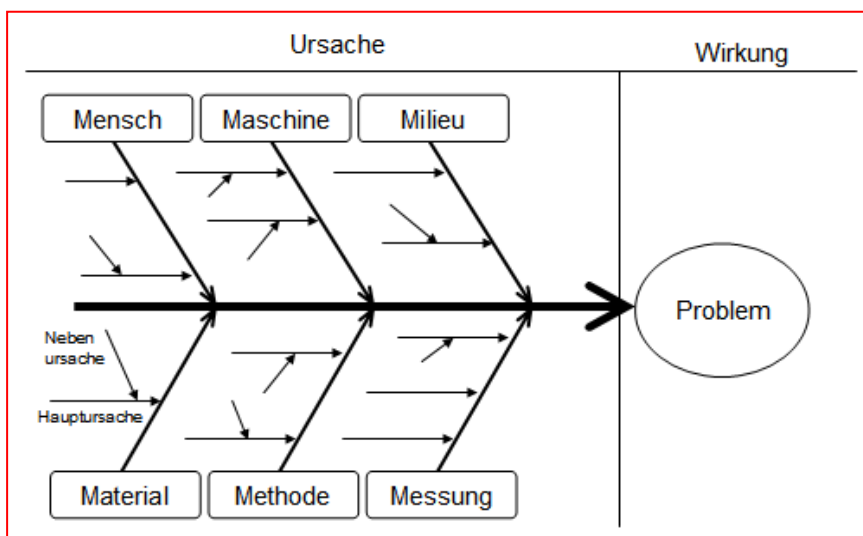 Ursache
Wirkung
Mensch
Maschine
Milieu
Problem
Neben
ursache
Hauptursache
Material
Methode
Messung